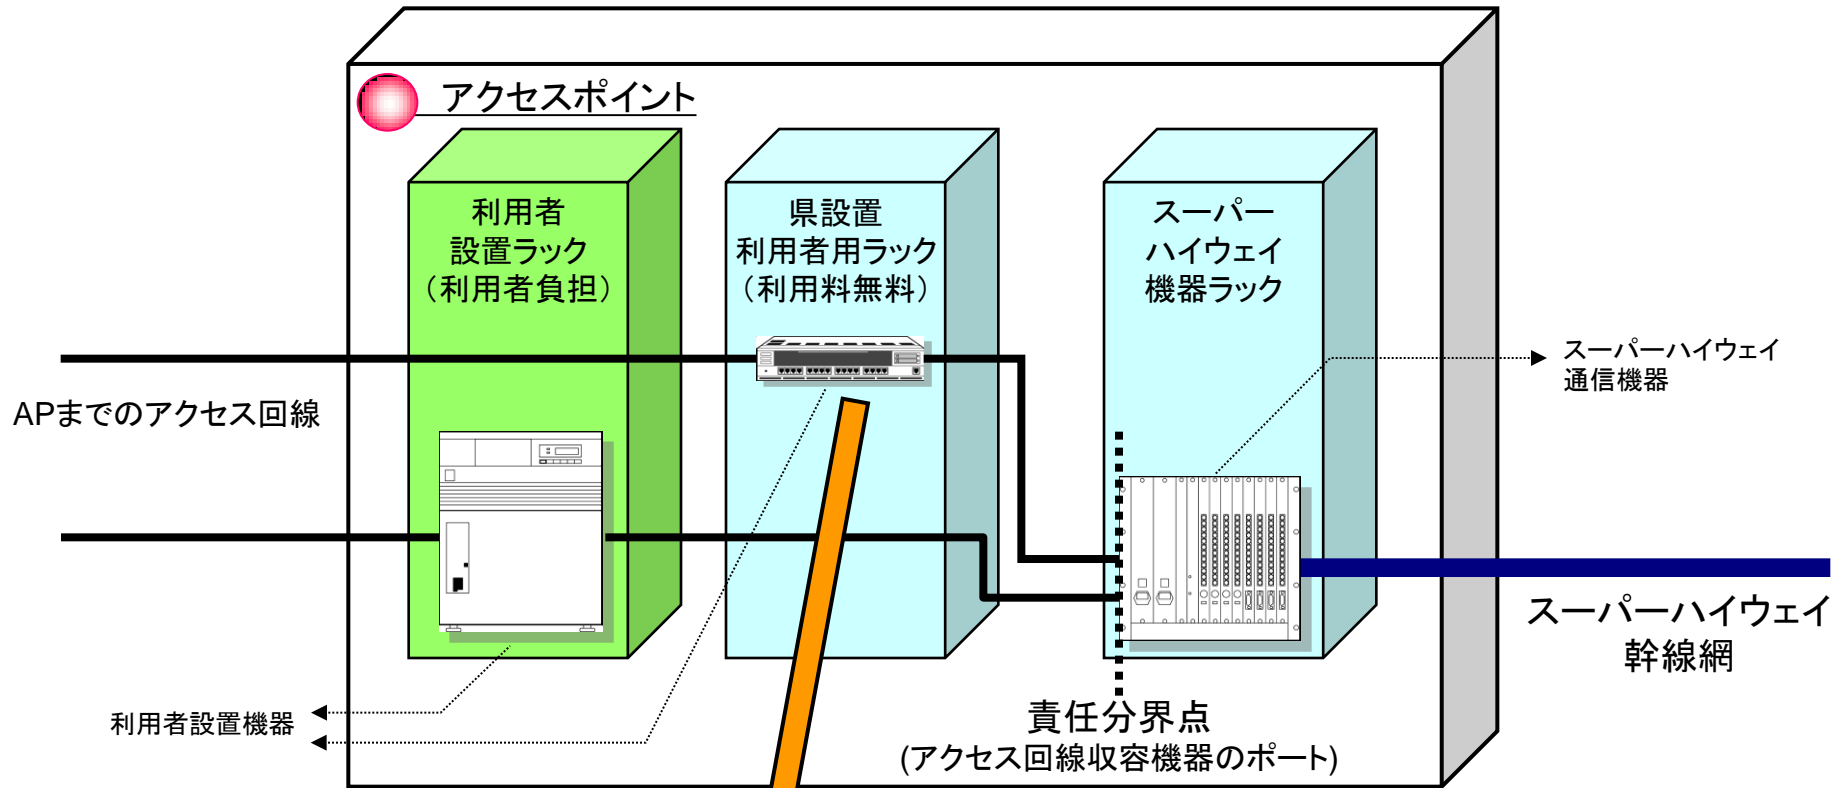 アクセスポイント
利用者
設置ラック
（利用者負担）
県設置
利用者用ラック
（利用料無料）
スーパー
ハイウェイ
機器ラック
スーパーハイウェイ
通信機器
APまでのアクセス回線
スーパーハイウェイ
幹線網
利用者設置機器
責任分界点
(アクセス回線収容機器のポート)